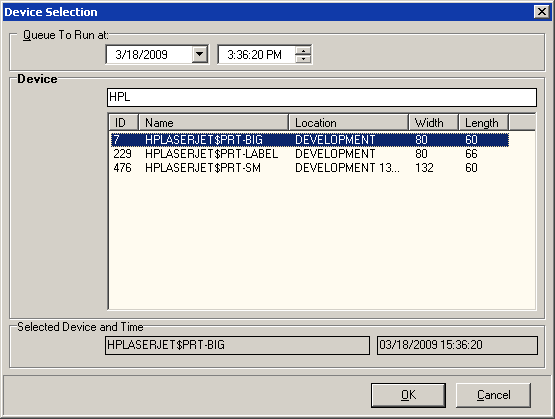 Device Selection
Queue To Run at:
3/18/2009 3:36:20 PM
Device
HPL
ID Name Location Width Length
7 HPLASERJET$PRT-BIG DEVELOPMENT 80 60
229 HPLASERJET$PRT-LABEL DEVELOPMENT 80 66
476 HPLASERJET$PRT-SM DEVELOPMENT 13... 132 60
Selected Device and Time
HPLASERJET$PRT-BIG 03/18/2009 15:36:20
OK Cancel